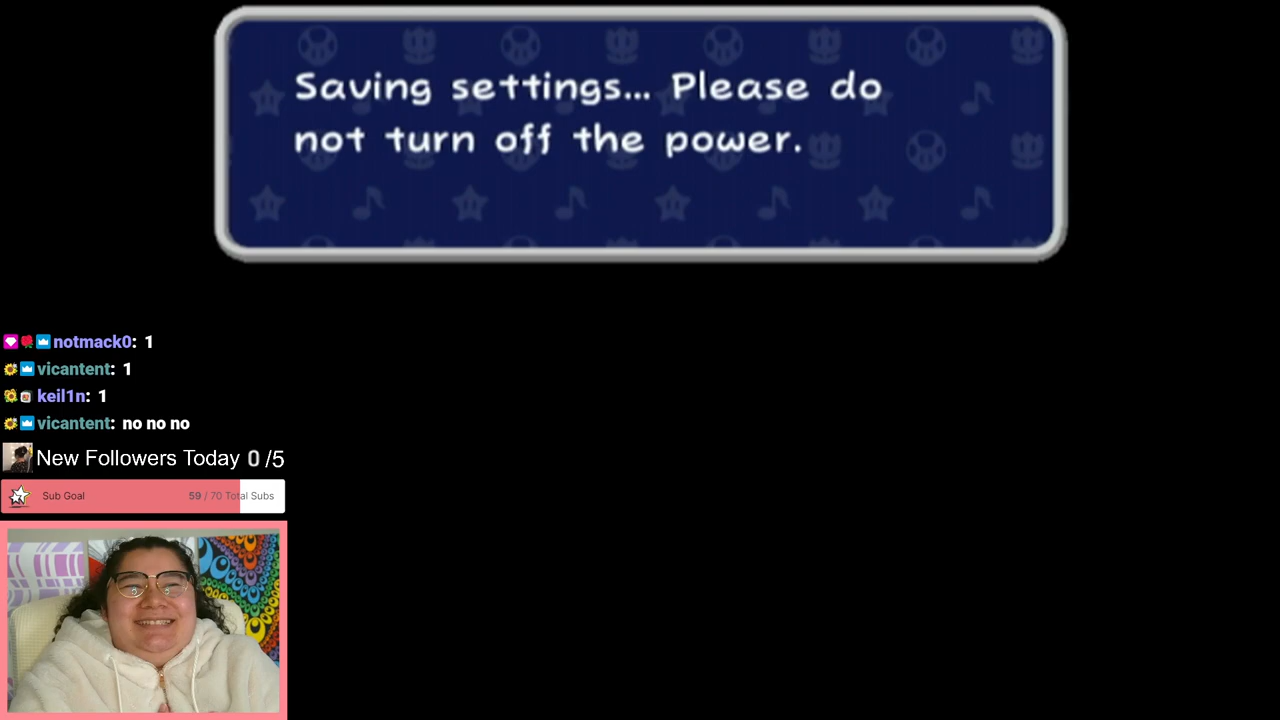 Saving settings... Please do
not turn off the power.
notmack0: 1
vicantent: 1
keil1n: 1
vicantent: no no no
New Followers Today 0 /5
Sub Goal 59 / 70 Total Subs